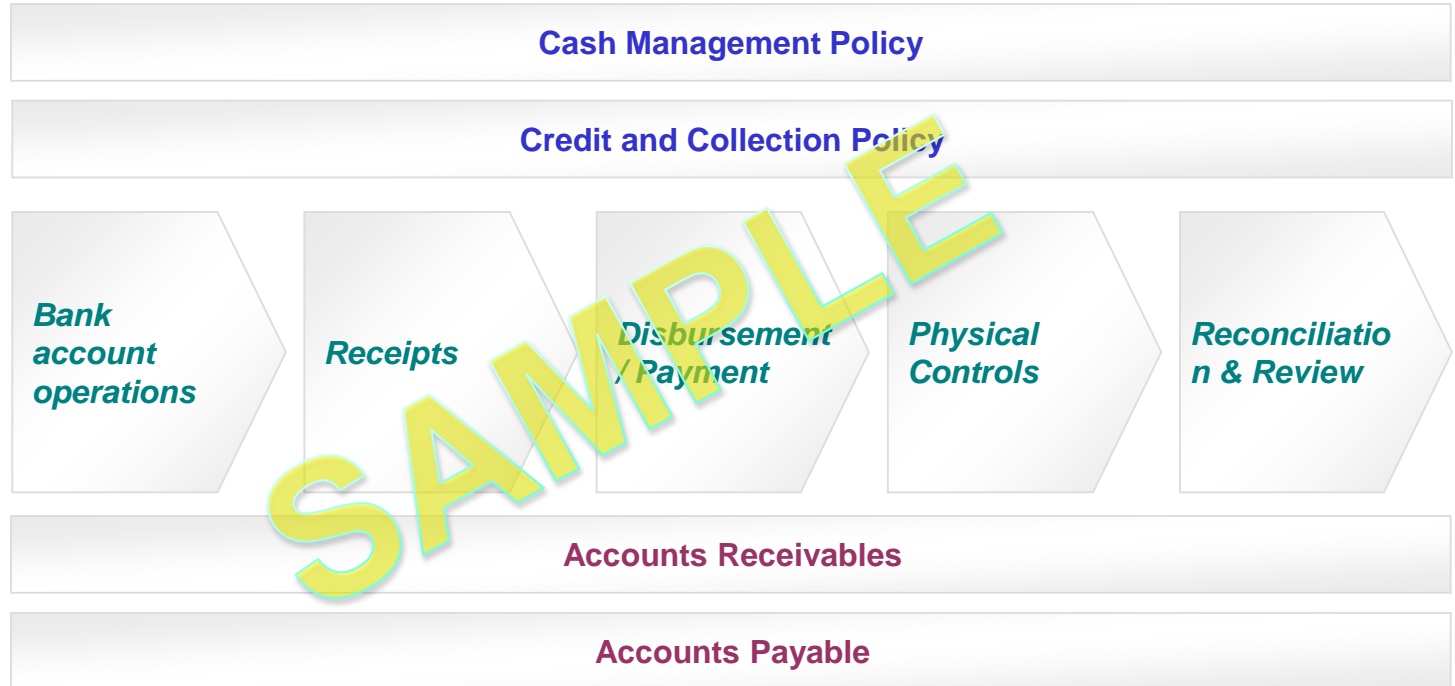 Cash Management Policy
Credit and Collection Policy
Bank
account
operations
Receipts
Disbursement
/ Payment
Physical
Controls
Reconciliatio
n & Review
SAMPLE
Accounts Receivables
Accounts Payable